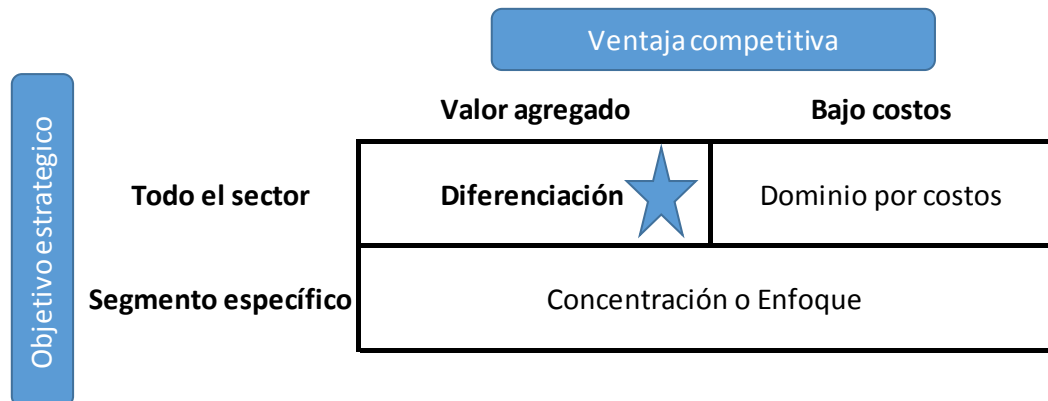 Ventaja competitiva
Valor agregado
Bajo costos
Objetivo estrategico
Todo el sector
Diferenciación
Dominio por costos
Segmento específico
Concentración o Enfoque